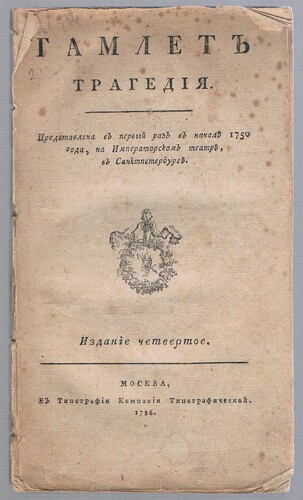 ГАМЛЕТЪ
ТРАГЕДІЯ.
Представлена въ первый разъ въ началѣ 1750
года, на Императорскомъ театрѣ,
въ Санктпетербургѣ.
Изданіе четвертое.
МОСКВА,
Въ Типографіи Компаніи Типографической.
1786.